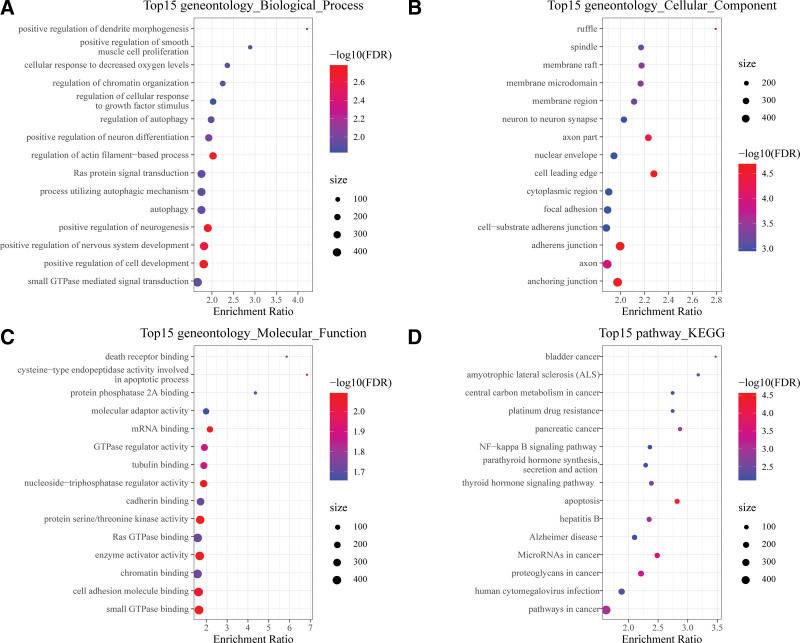 A
Top15 geneontology_Biological_Process
positive regulation of dendrite morphogenesis
positive regulation of smooth
muscle cell proliferation
cellular response to decreased oxygen levels
regulation of chromatin organization
regulation of cellular response
to growth factor stimulus
regulation of autophagy
positive regulation of neuron differentiation
regulation of actin filament−based process
Ras protein signal transduction
process utilizing autophagic mechanism
autophagy
positive regulation of neurogenesis
positive regulation of nervous system development
positive regulation of cell development
small GTPase mediated signal transduction
2.0 2.5 3.0 3.5 4.0
Enrichment Ratio
−log10(FDR)
2.6
2.4
2.2
2.0
size
100
200
300
400
B
Top15 geneontology_Cellular_Component
ruffle
spindle
membrane raft
membrane microdomain
membrane region
neuron to neuron synapse
axon part
nuclear envelope
cell leading edge
cytoplasmic region
focal adhesion
cell−substrate adherens junction
adherens junction
axon
anchoring junction
2.0 2.2 2.4 2.6 2.8
Enrichment Ratio
size
200
300
400
−log10(FDR)
4.5
4.0
3.5
3.0
C
Top15 geneontology_Molecular_Function
death receptor binding
cysteine−type endopeptidase activity involved
in apoptotic process
protein phosphatase 2A binding
molecular adaptor activity
mRNA binding
GTPase regulator activity
tubulin binding
nucleoside−triphosphatase regulator activity
cadherin binding
protein serine/threonine kinase activity
Ras GTPase binding
enzyme activator activity
chromatin binding
cell adhesion molecule binding
small GTPase binding
2 3 4 5 6 7
Enrichment Ratio
−log10(FDR)
2.0
1.9
1.8
1.7
size
100
200
300
400
D
Top15 pathway_KEGG
bladder cancer
amyotrophic lateral sclerosis (ALS)
central carbon metabolism in cancer
platinum drug resistance
pancreatic cancer
NF−kappa B signaling pathway
parathyroid hormone synthesis,
secretion and action
thyroid hormone signaling pathway
apoptosis
hepatitis B
Alzheimer disease
MicroRNAs in cancer
proteoglycans in cancer
human cytomegalovirus infection
pathways in cancer
2.0 2.5 3.0 3.5
Enrichment Ratio
−log10(FDR)
4.5
4.0
3.5
3.0
2.5
size
100
200
300
400